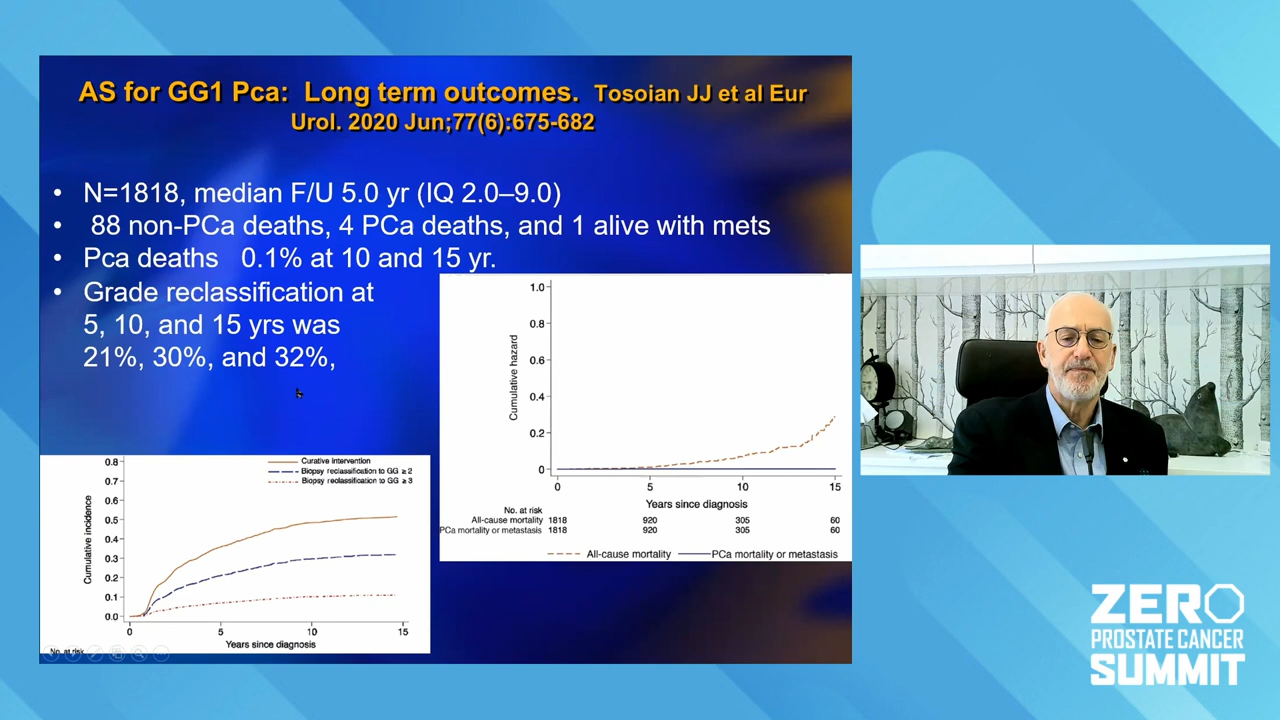 AS for GG1 Pca: Long term outcomes. Tosoian JJ et al Eur
Urol. 2020 Jun;77(6):675-682
• N=1818, median F/U 5.0 yr (IQ 2.0–9.0)
• 88 non-PCa deaths, 4 PCa deaths, and 1 alive with mets
• Pca deaths 0.1% at 10 and 15 yr.
• Grade reclassification at
5, 10, and 15 yrs was
21%, 30%, and 32%,
1.0
0.8
0.6
0.4
0.2
0
Cumulative hazard
0 5 10 15
Years since diagnosis
No. at risk
All-cause mortality 1818 920 305 60
PCa mortality or metastasis 1818 920 305 60
All-cause mortality PCa mortality or metastasis
Curative intervention
Biopsy reclassification to GG ≥ 2
Biopsy reclassification to GG ≥ 3
0.8
0.7
0.6
0.5
0.4
0.3
0.2
0.1
0.0
Cumulative incidence
0 5 10 15
Years since diagnosis
No. at risk
ZERO
PROSTATE CANCER
SUMMIT